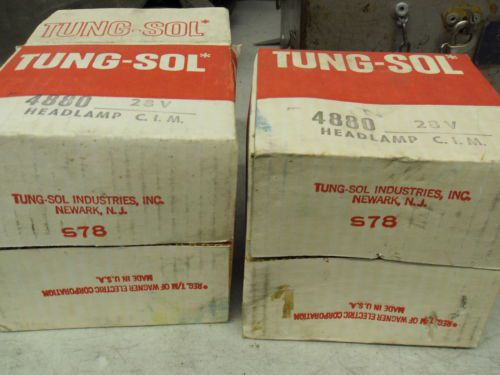 TUNG-SOL*
TUNG-SOL*
4880 28V
HEADLAMP C.I.M.
TUNG-SOL INDUSTRIES, INC.
NEWARK, N.J.
S78
*REG. T/M OF WAGNER ELECTRIC CORPORATION
MADE IN U.S.A.
TUNG-SOL*
4880 28V
HEADLAMP C.I.M.
TUNG-SOL INDUSTRIES, INC.
NEWARK, N.J.
S78
*REG. T/M OF WAGNER ELECTRIC CORPORATION
MADE IN U.S.A.